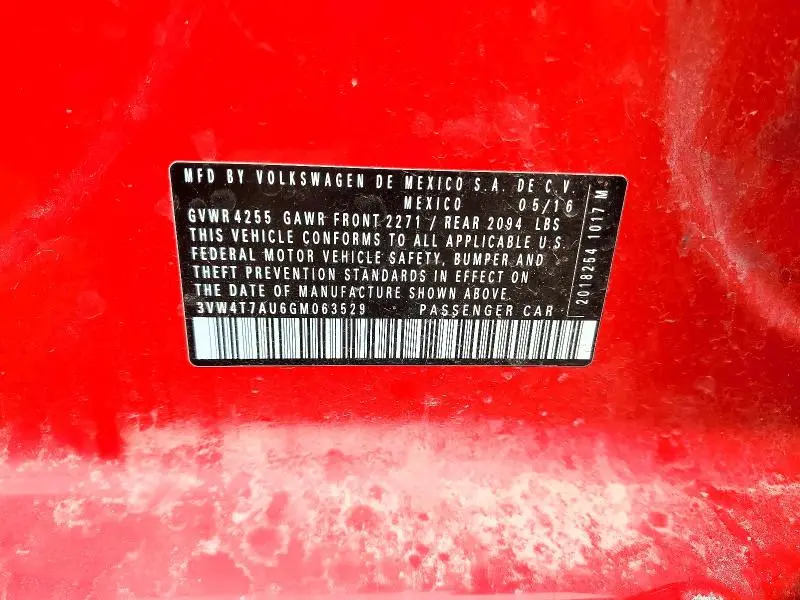 MFD BY VOLKSWAGEN DE MEXICO S.A. DE C.V.
MEXICO 05/16
GVWR 4255 GAWR FRONT 2271 / REAR 2094 LBS
THIS VEHICLE CONFORMS TO ALL APPLICABLE U.S.
FEDERAL MOTOR VEHICLE SAFETY, BUMPER AND
THEFT PREVENTION STANDARDS IN EFFECT ON
THE DATE OF MANUFACTURE SHOWN ABOVE.
3VW4T7AU6GM063529 PASSENGER CAR
20182541017 M